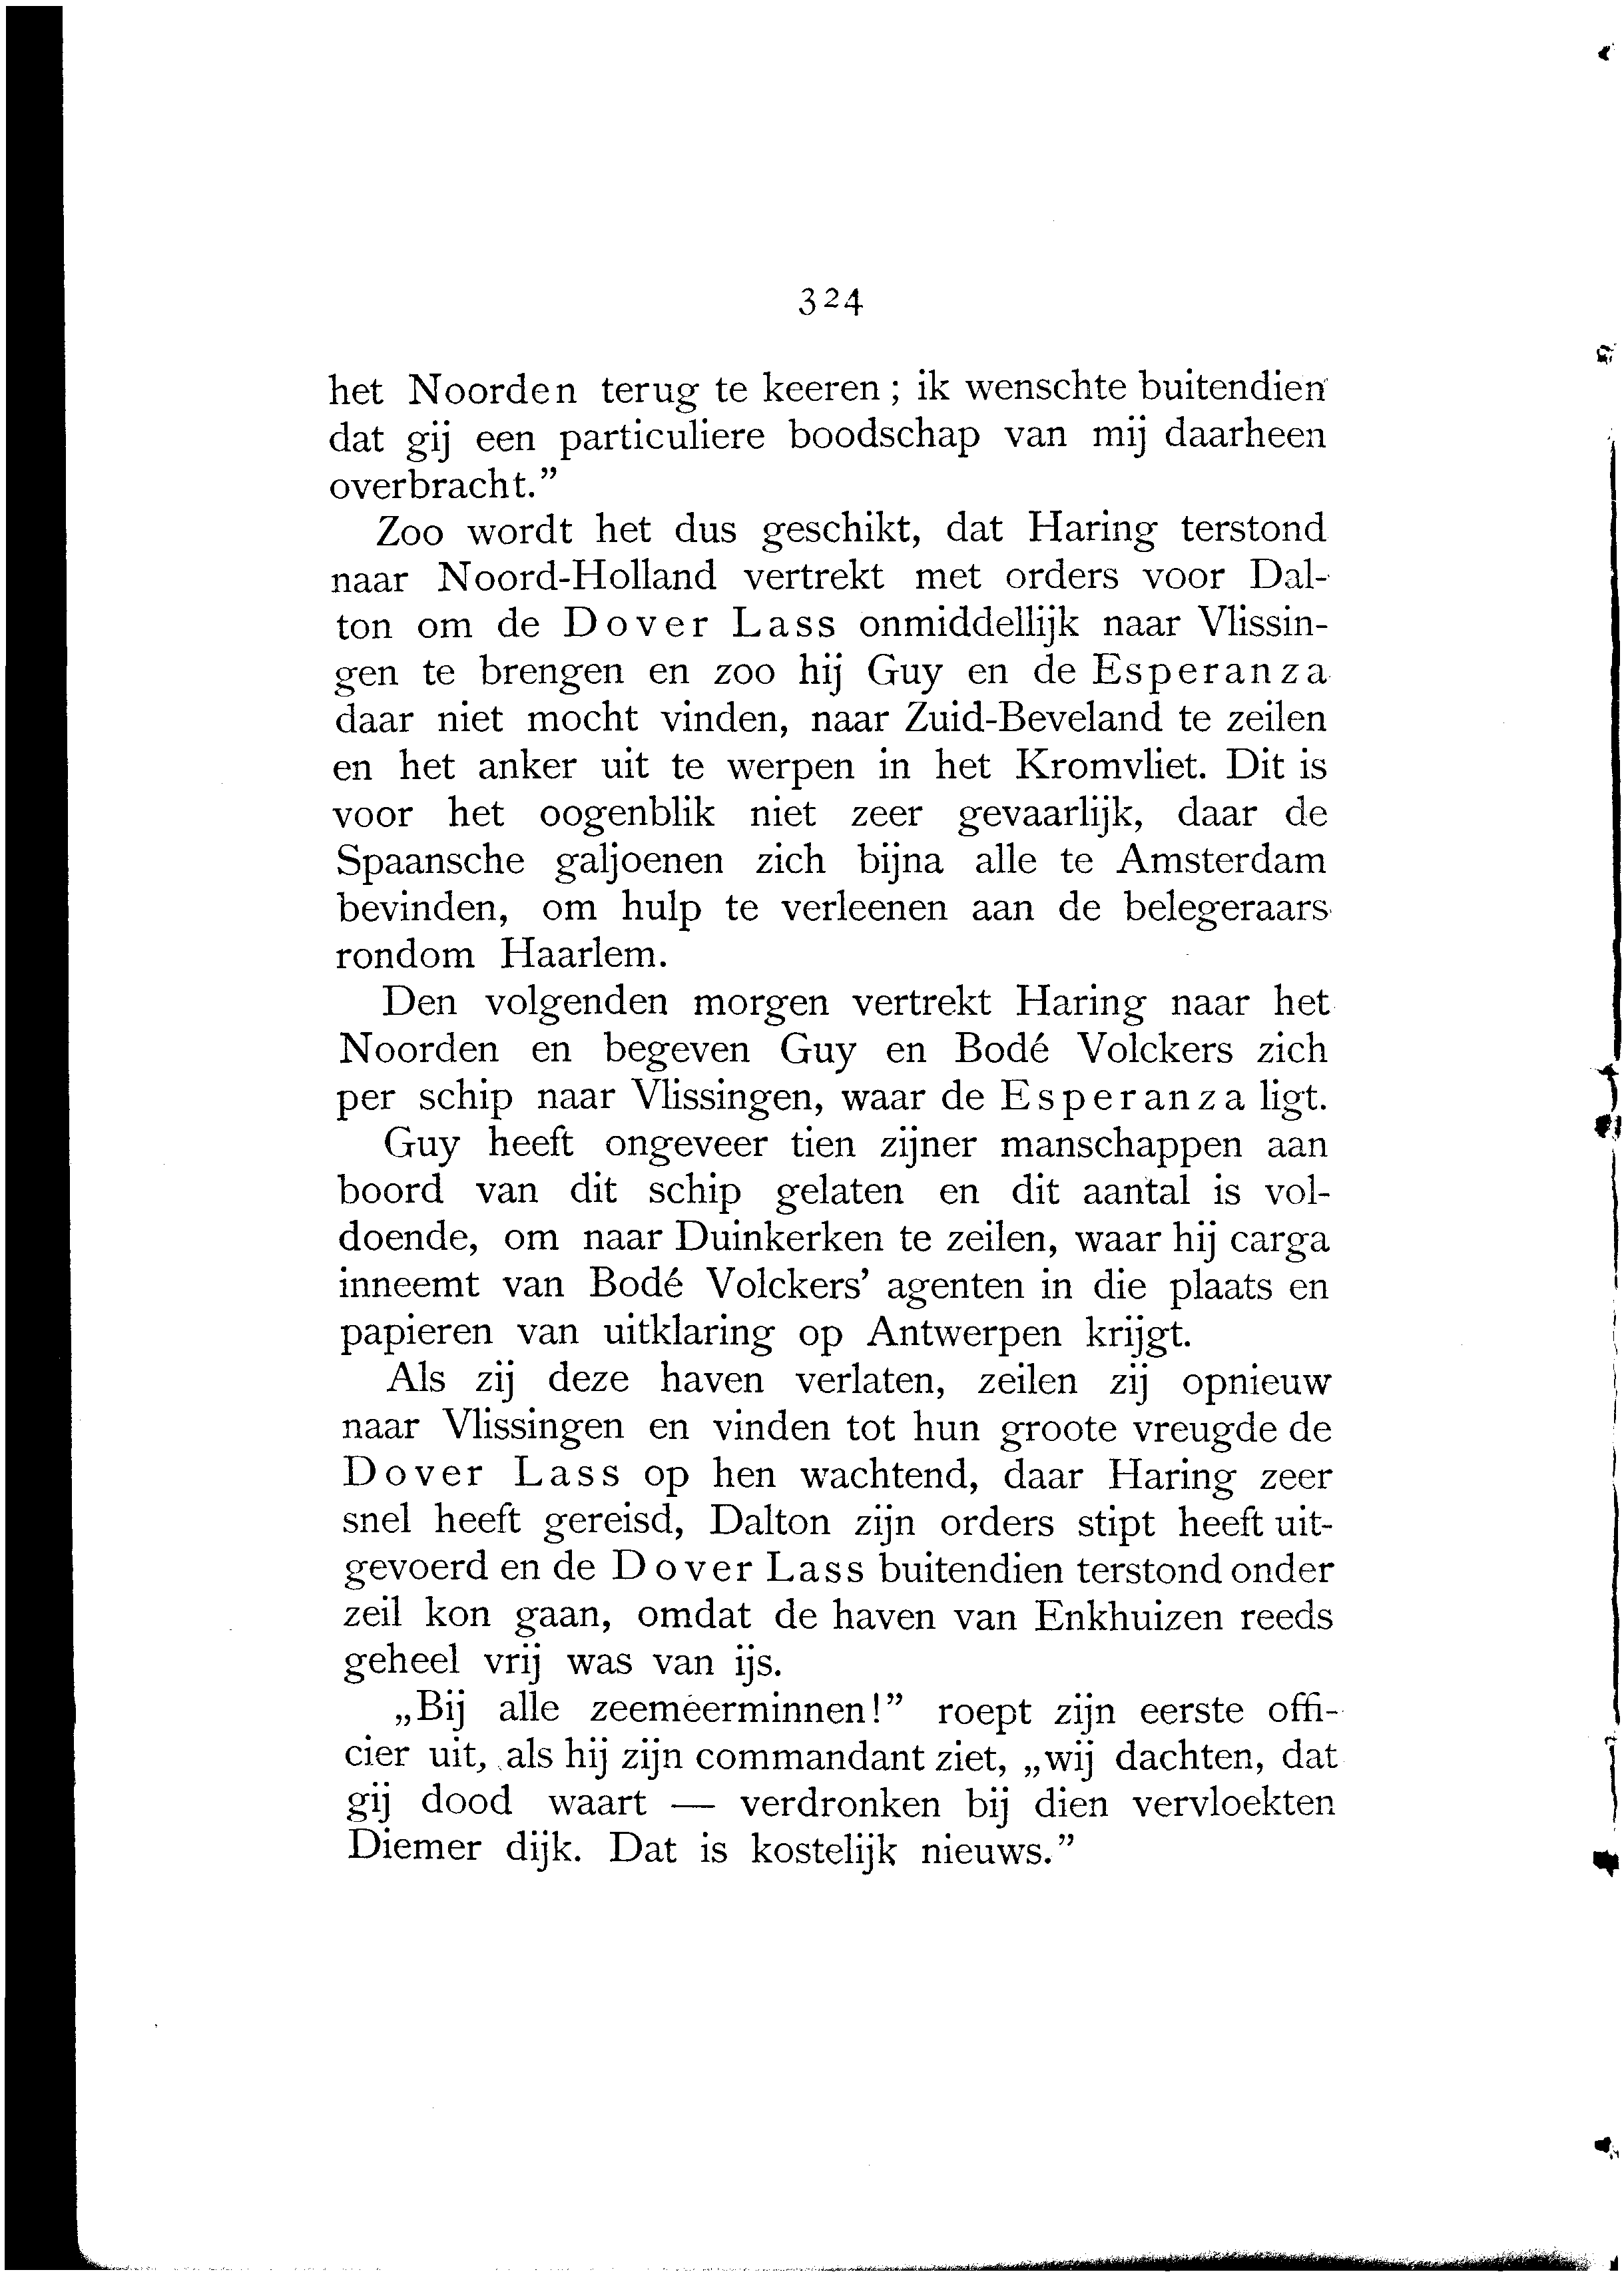 324
het Noorden terug te keeren; ik wenschte buitendien
dat gij een particuliere boodschap van mij daarheen
overbracht.”
Zoo wordt het dus geschikt, dat Haring terstond
naar Noord-Holland vertrekt met orders voor Dal-
ton om de Dover Lass onmiddellijk naar Vlissin-
gen te brengen en zoo hij Guy en de Esperanza
daar niet mocht vinden, naar Zuid-Beveland te zeilen
en het anker uit te werpen in het Kromvliet. Dit is
voor het oogenblik niet zeer gevaarlijk, daar de
Spaansche galjoenen zich bijna alle te Amsterdam
bevinden, om hulp te verleenen aan de belegeraars
rondom Haarlem.
Den volgenden morgen vertrekt Haring naar het
Noorden en begeven Guy en Bodé Volckers zich
per schip naar Vlissingen, waar de Esperanza ligt.
Guy heeft ongeveer tien zijner manschappen aan
boord van dit schip gelaten en dit aantal is vol-
doende, om naar Duinkerken te zeilen, waar hij carga
inneemt van Bodé Volckers’ agenten in die plaats en
papieren van uitklaring op Antwerpen krijgt.
Als zij deze haven verlaten, zeilen zij opnieuw
naar Vlissingen en vinden tot hun groote vreugde de
Dover Lass op hen wachtend, daar Haring zeer
snel heeft gereisd, Dalton zijn orders stipt heeft uit-
gevoerd en de Dover Lass buitendien terstond onder
zeil kon gaan, omdat de haven van Enkhuizen reeds
geheel vrij was van ijs.
„Bij alle zeemeerminnen!” roept zijn eerste offi-
cier uit, als hij zijn commandant ziet, „wij dachten, dat
gij dood waart — verdronken bij dien vervloekten
Diemer dijk. Dat is kostelijk nieuws.”